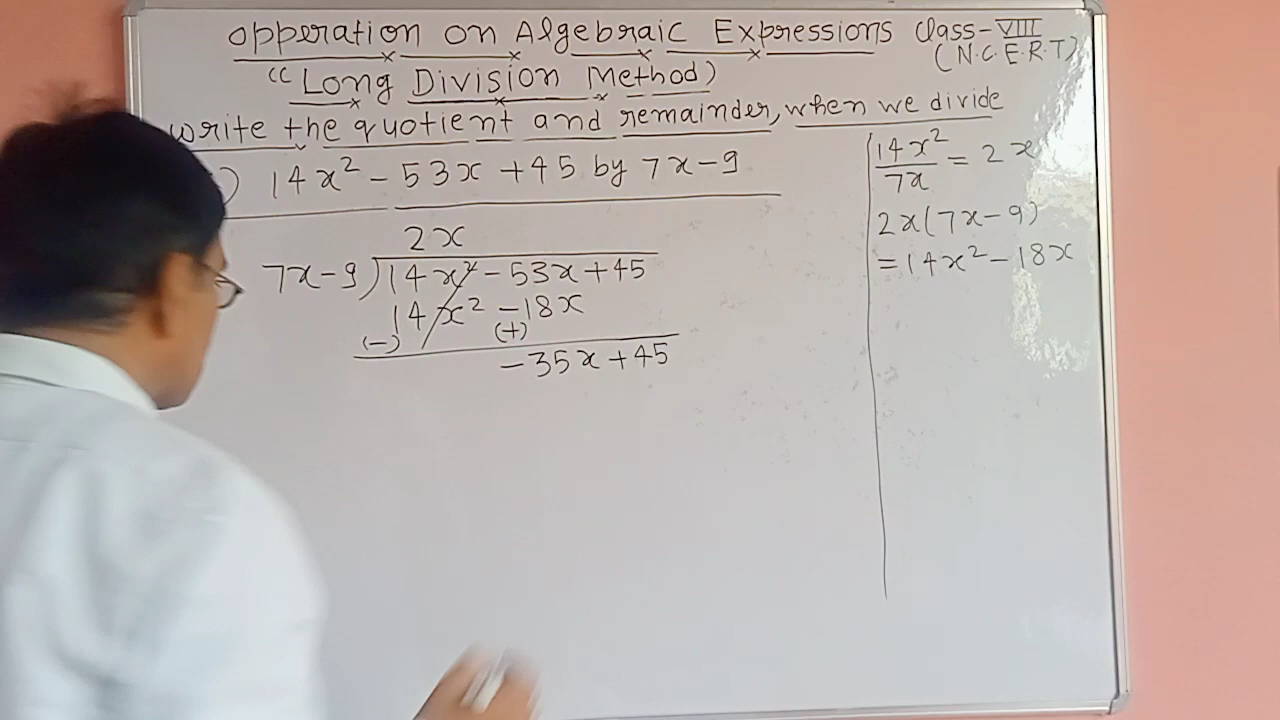 Opperation on Algebraic Expressions Class-VIII
(N.C.E.R.T)
"Long Division Method)
write the quotient and remainder, when we divide
) 14x² - 53x + 45 by 7x-9
2x
7x-9)14x² - 53x + 45
14x² - 18x
(-) (+)
-35x + 45
14x²/7x = 2x
2x(7x-9)
= 14x² - 18x